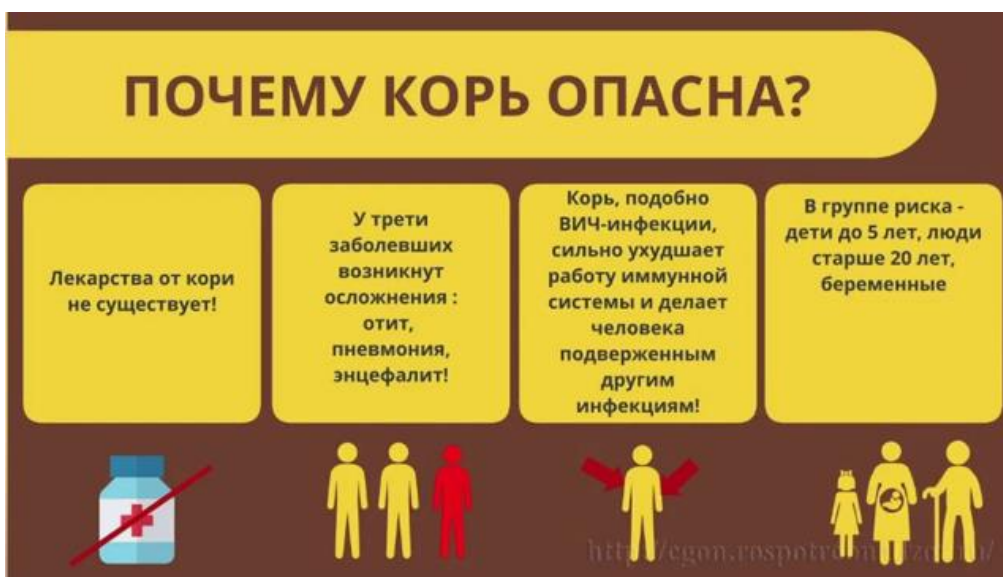 ПОЧЕМУ КОРЬ ОПАСНА?
Лекарства от кори
не существует!
У трети
заболевших
возникнут
осложнения :
отит,
пневмония,
энцефалит!
Корь, подобно
ВИЧ-инфекции,
сильно ухудшает
работу иммунной
системы и делает
человека
подверженным
другим
инфекциям!
В группе риска -
дети до 5 лет, люди
старше 20 лет,
беременные